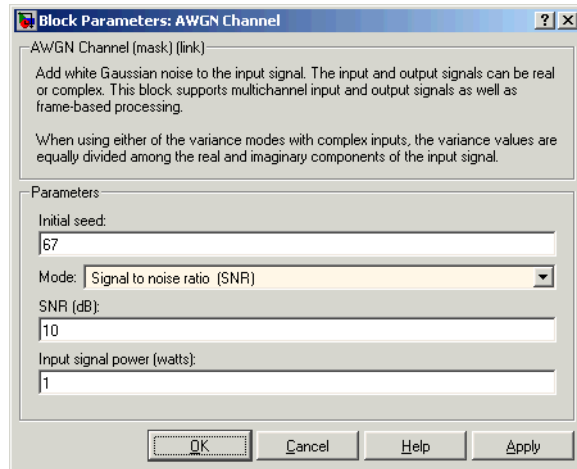 Block Parameters: AWGN Channel
AWGN Channel (mask) (link)
Add white Gaussian noise to the input signal. The input and output signals can be real
or complex. This block supports multichannel input and output signals as well as
frame-based processing.
When using either of the variance modes with complex inputs, the variance values are
equally divided among the real and imaginary components of the input signal.
Parameters
Initial seed:
67
Mode: Signal to noise ratio (SNR)
SNR (dB):
10
Input signal power (watts):
1
OK Cancel Help Apply